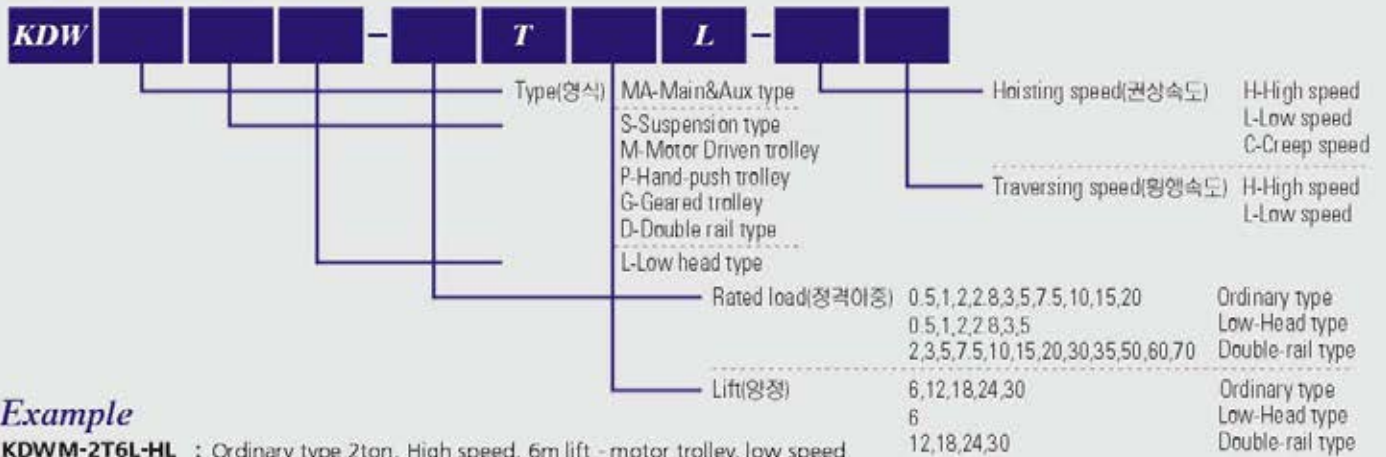 KDW - T L -
Type(형식) MA-Main&Aux type
S-Suspension type
M-Motor Driven trolley
P-Hand-push trolley
G-Geared trolley
D-Double rail type
L-Low head type
Hoisting speed(권상속도) H-High speed
L-Low speed
C-Creep speed
Traversing speed(횡행속도) H-High speed
L-Low speed
Rated load(정격이중) 0.5,1,2,2.8,3,5,7.5,10,15,20 Ordinary type
0.5,1,2,2.8,3,5 Low-Head type
2,3,5,7.5,10,15,20,30,35,50,60,70 Double-rail type
Lift(양정) 6,12,18,24,30 Ordinary type
6 Low-Head type
12,18,24,30 Double-rail type
Example
KDWM-2T6L-HL : Ordinary type 2ton, High speed, 6m lift - motor trolley, low speed